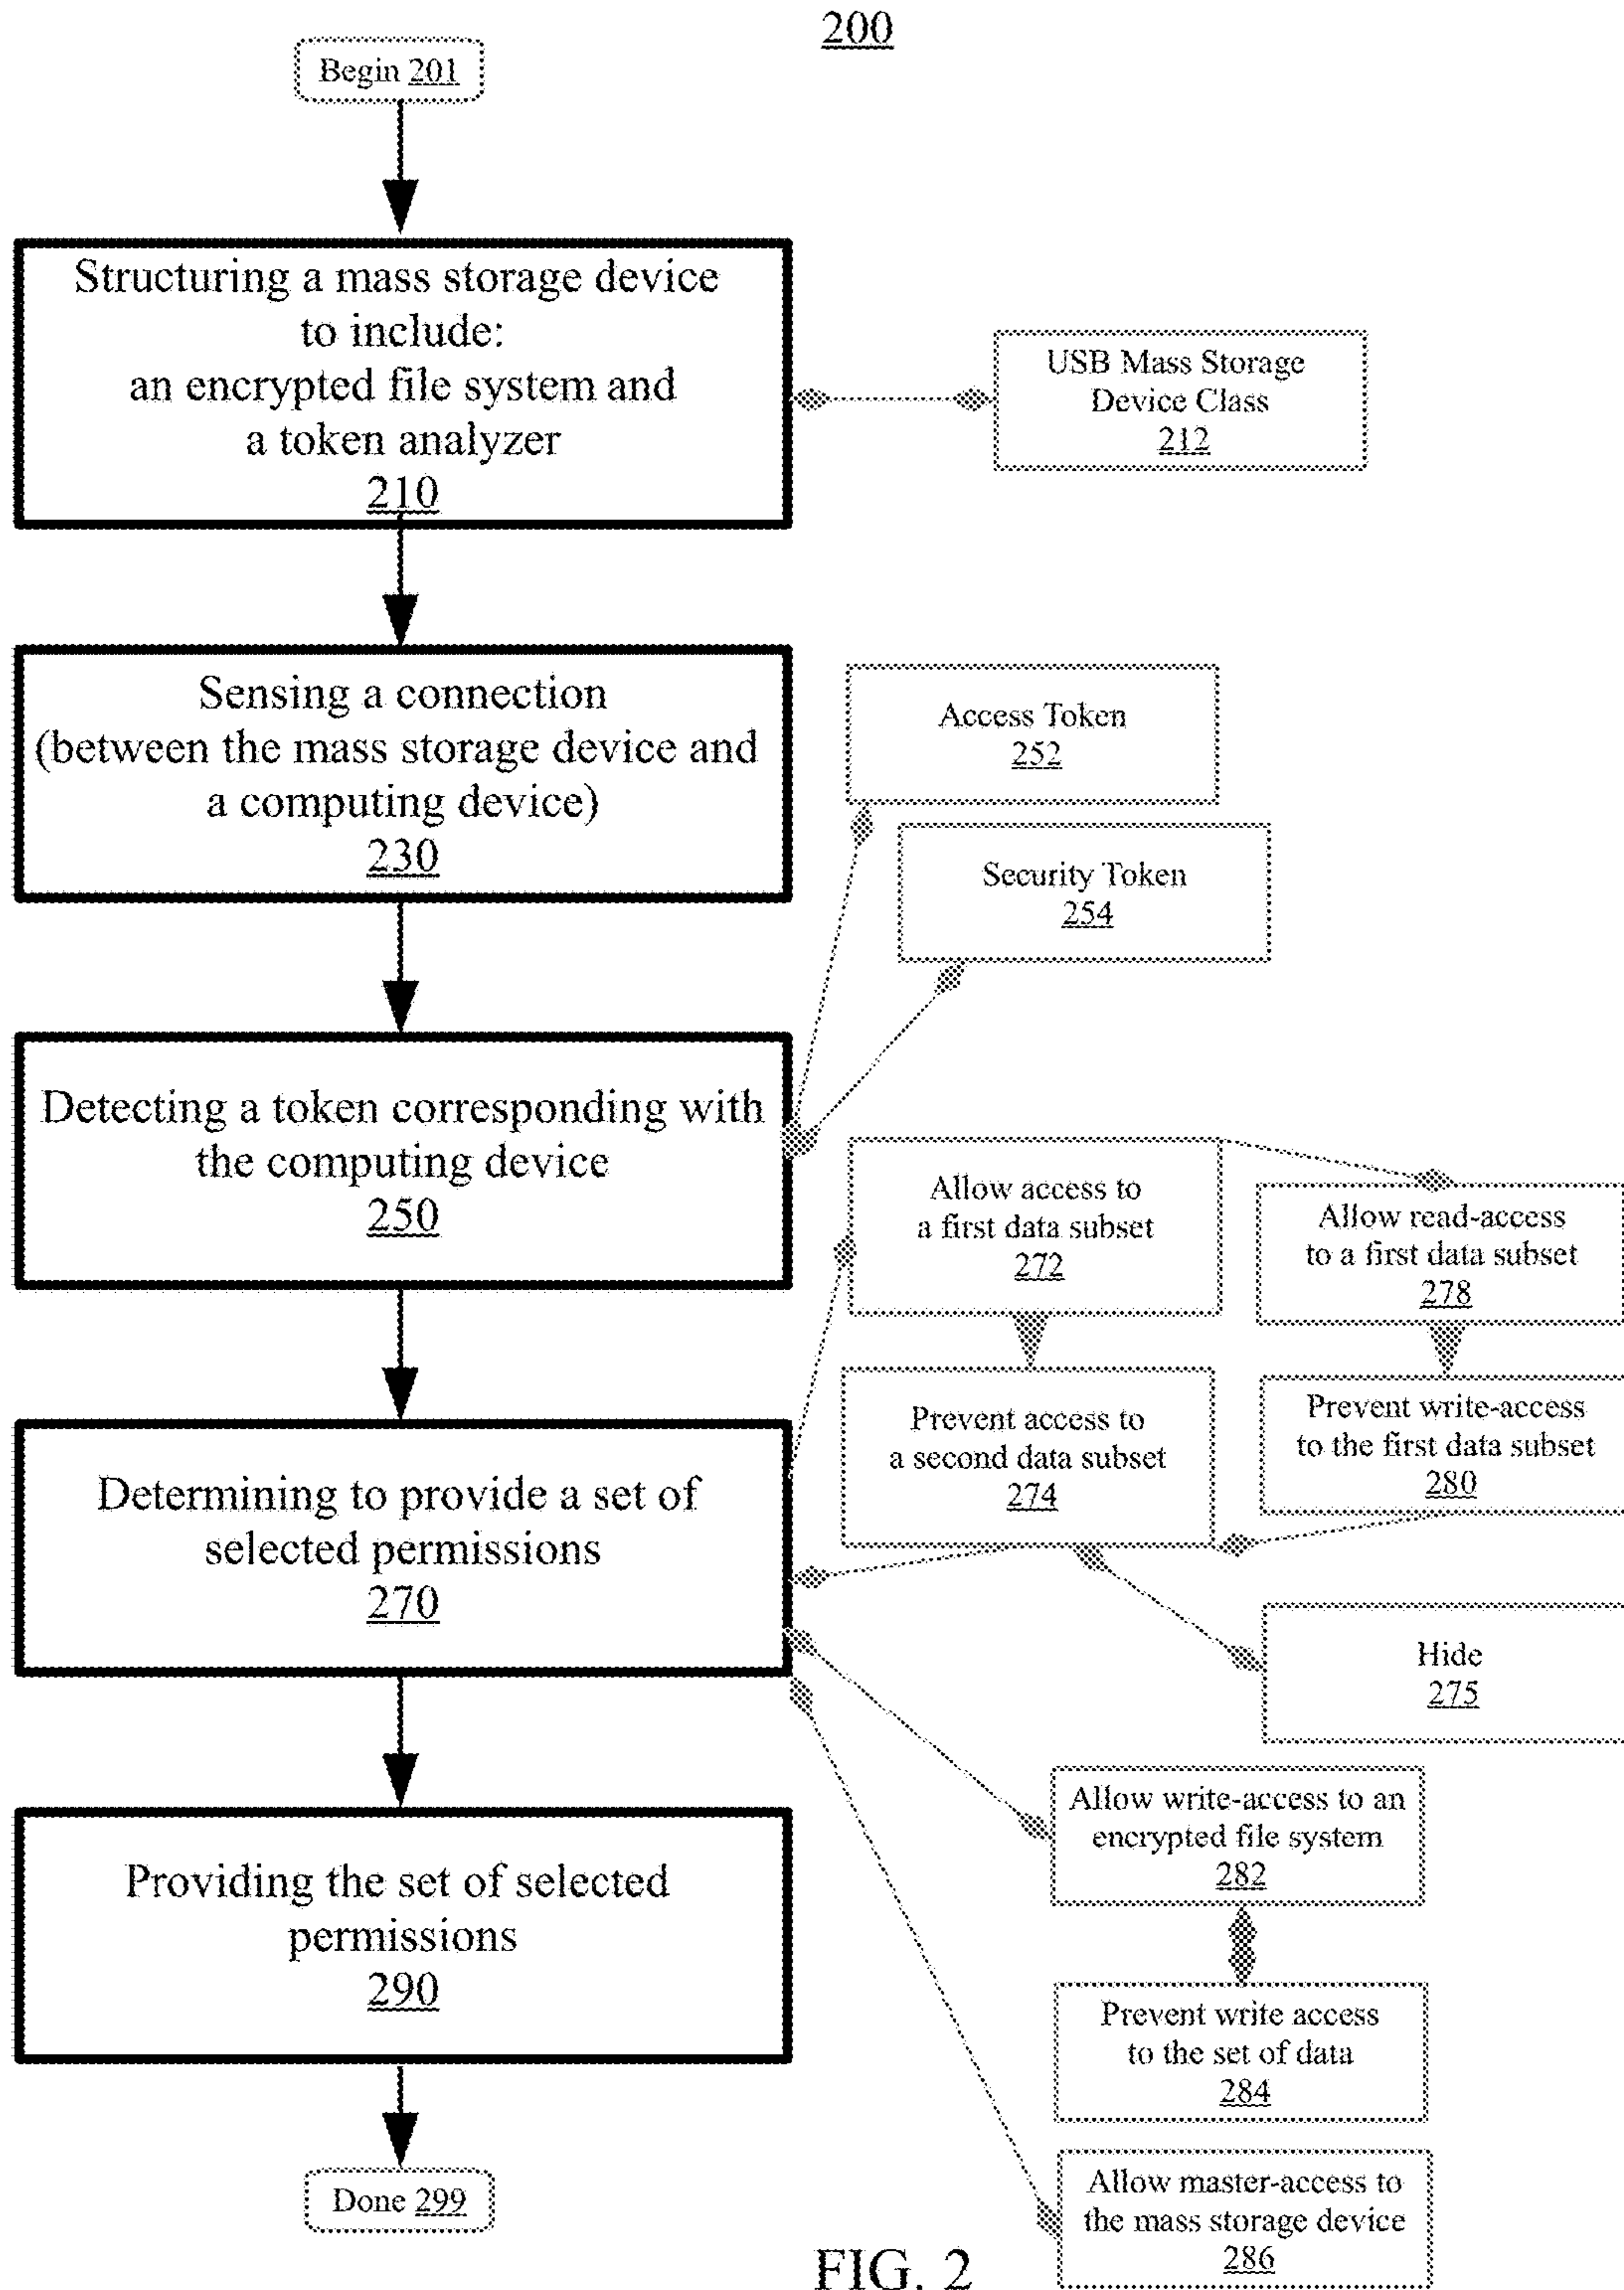 200
Begin 201
Structuring a mass storage device
to include:
an encrypted file system and
a token analyzer
210
USB Mass Storage
Device Class
212
Sensing a connection
(between the mass storage device and
a computing device)
230
Access Token
252
Security Token
254
Detecting a token corresponding with
the computing device
250
Allow access to
a first data subset
272
Allow read-access
to a first data subset
278
Prevent access to
a second data subset
274
Prevent write-access
to the first data subset
280
Determining to provide a set of
selected permissions
270
Hide
275
Allow write-access to an
encrypted file system
282
Providing the set of selected
permissions
290
Prevent write access
to the set of data
284
Done 299
Allow master-access to
the mass storage device
286
FIG. 2